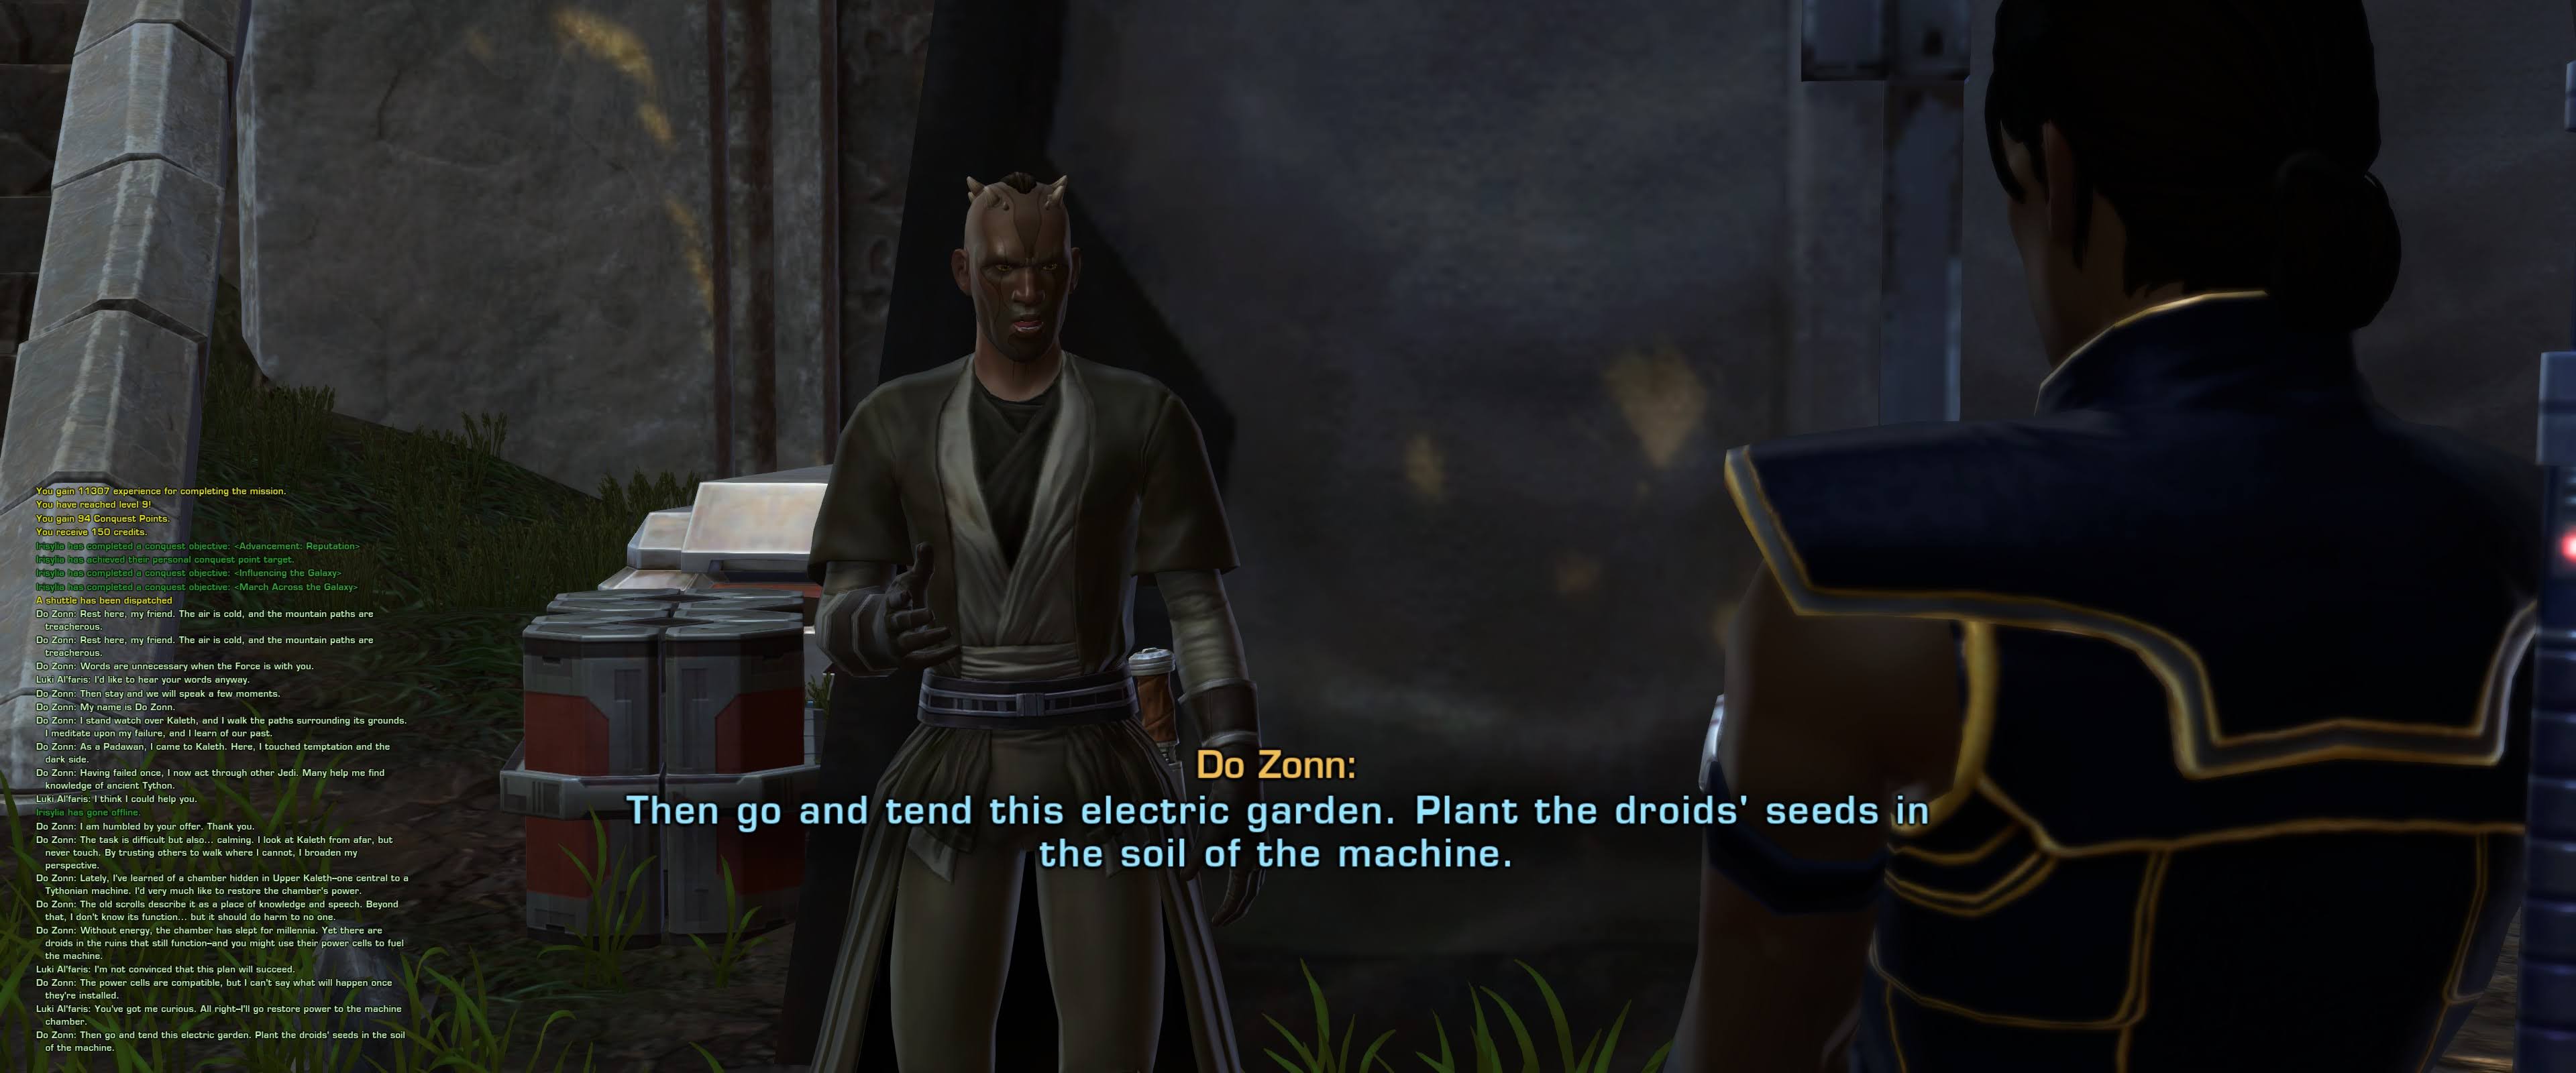 You gain 11307 experience for completing the mission.
You have reached level 9!
You gain 94 Conquest Points.
You receive 150 credits.
Irisylia has completed a conquest objective: <Advancement: Reputation>
Irisylia has achieved their personal conquest point target.
Irisylia has completed a conquest objective: <Influencing the Galaxy>
Irisylia has completed a conquest objective: <March Across the Galaxy>
A shuttle has been dispatched
Do Zonn: Rest here, my friend. The air is cold, and the mountain paths are
treacherous.
Do Zonn: Rest here, my friend. The air is cold, and the mountain paths are
treacherous.
Do Zonn: Words are unnecessary when the Force is with you.
Luki Al'faris: I'd like to hear your words anyway.
Do Zonn: Then stay and we will speak a few moments.
Do Zonn: My name is Do Zonn.
Do Zonn: I stand watch over Kaleth, and I walk the paths surrounding its grounds.
I meditate upon my failure, and I learn of our past.
Do Zonn: As a Padawan, I came to Kaleth. Here, I touched temptation and the
dark side.
Do Zonn: Having failed once, I now act through other Jedi. Many help me find
knowledge of ancient Tython.
Luki Al'faris: I think I could help you.
Irisylia has gone offline.
Do Zonn: I am humbled by your offer. Thank you.
Do Zonn: The task is difficult but also... calming. I look at Kaleth from afar, but
never touch. By trusting others to walk where I cannot, I broaden my
perspective.
Do Zonn: Lately, I've learned of a chamber hidden in Upper Kaleth—one central to a
Tythonian machine. I'd very much like to restore the chamber's power.
Do Zonn: The old scrolls describe it as a place of knowledge and speech. Beyond
that, I don't know its function... but it should do harm to no one.
Do Zonn: Without energy, the chamber has slept for millennia. Yet there are
droids in the ruins that still function—and you might use their power cells to fuel
the machine.
Luki Al'faris: I'm not convinced that this plan will succeed.
Do Zonn: The power cells are compatible, but I can't say what will happen once
they're installed.
Luki Al'faris: You've got me curious. All right—I'll go restore power to the machine
chamber.
Do Zonn: Then go and tend this electric garden. Plant the droids' seeds in the soil
of the machine.
Do Zonn:
Then go and tend this electric garden. Plant the droids' seeds in
the soil of the machine.